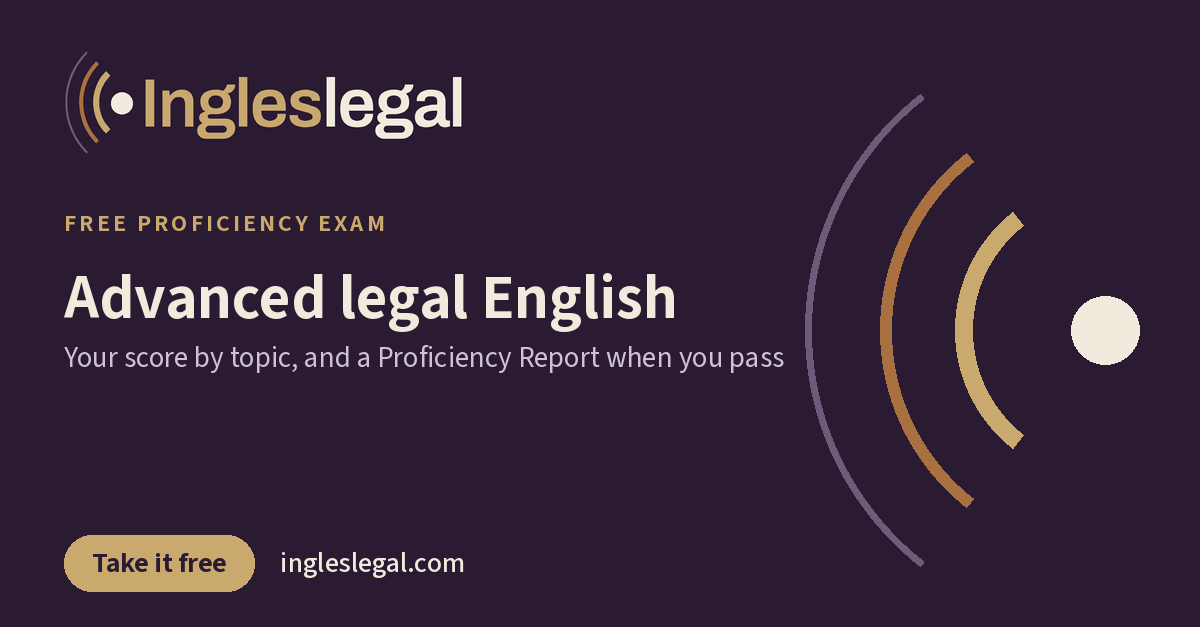 Ingleslegal
FREE PROFICIENCY EXAM
Advanced legal English
Your score by topic, and a Proficiency Report when you pass
Take it free
ingleslegal.com